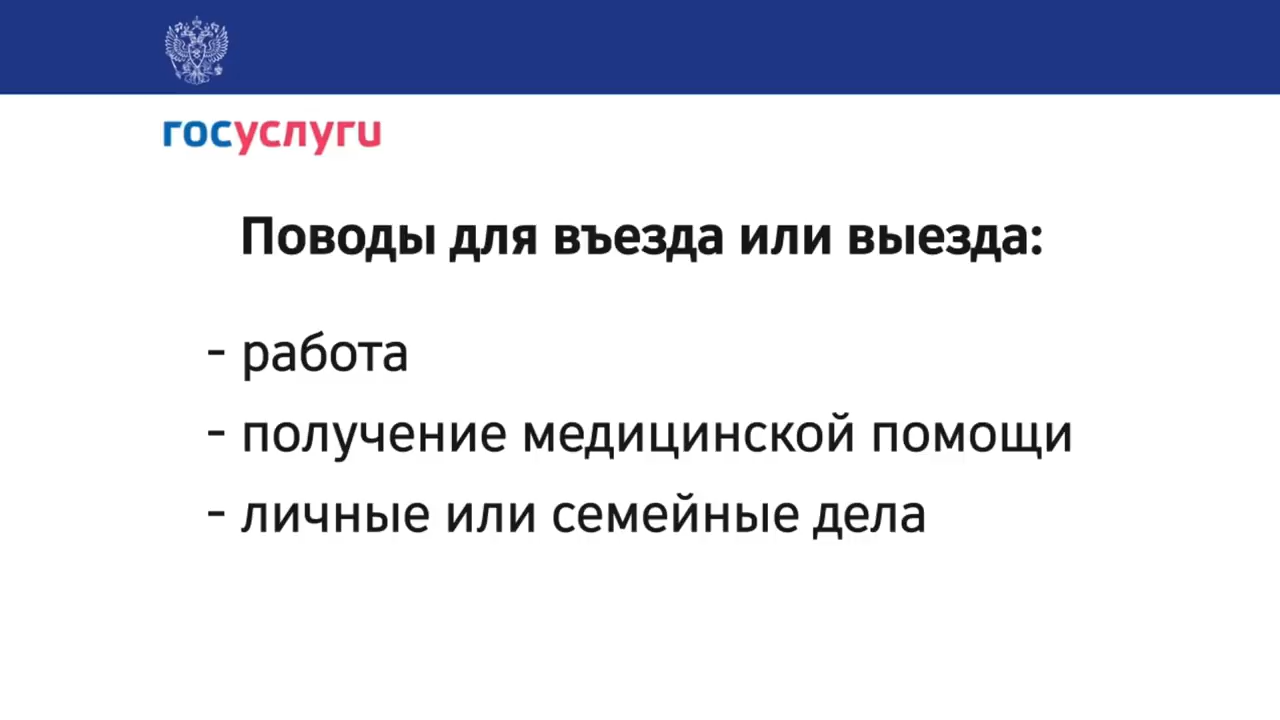 госуслуги
Поводы для въезда или выезда:
- работа
- получение медицинской помощи
- личные или семейные дела